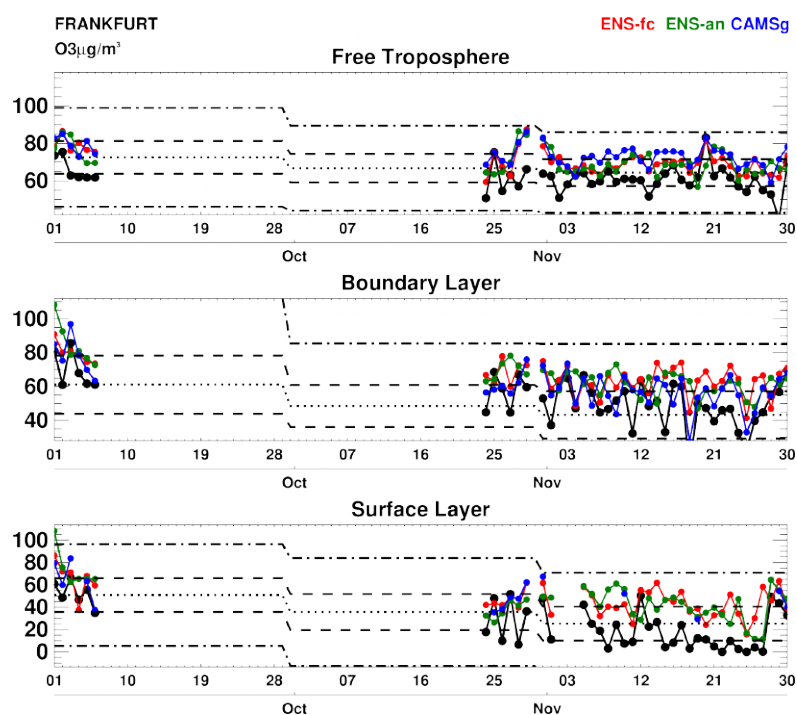 FRANKFURT
ENS-fc ENS-an CAMSg
O3μg/m³
Free Troposphere
100
80
60
01 10 19 28 07 16 25 03 12 21 30
Oct Nov
Boundary Layer
100
80
60
40
01 10 19 28 07 16 25 03 12 21 30
Oct Nov
Surface Layer
100
80
60
40
20
0
01 10 19 28 07 16 25 03 12 21 30
Oct Nov